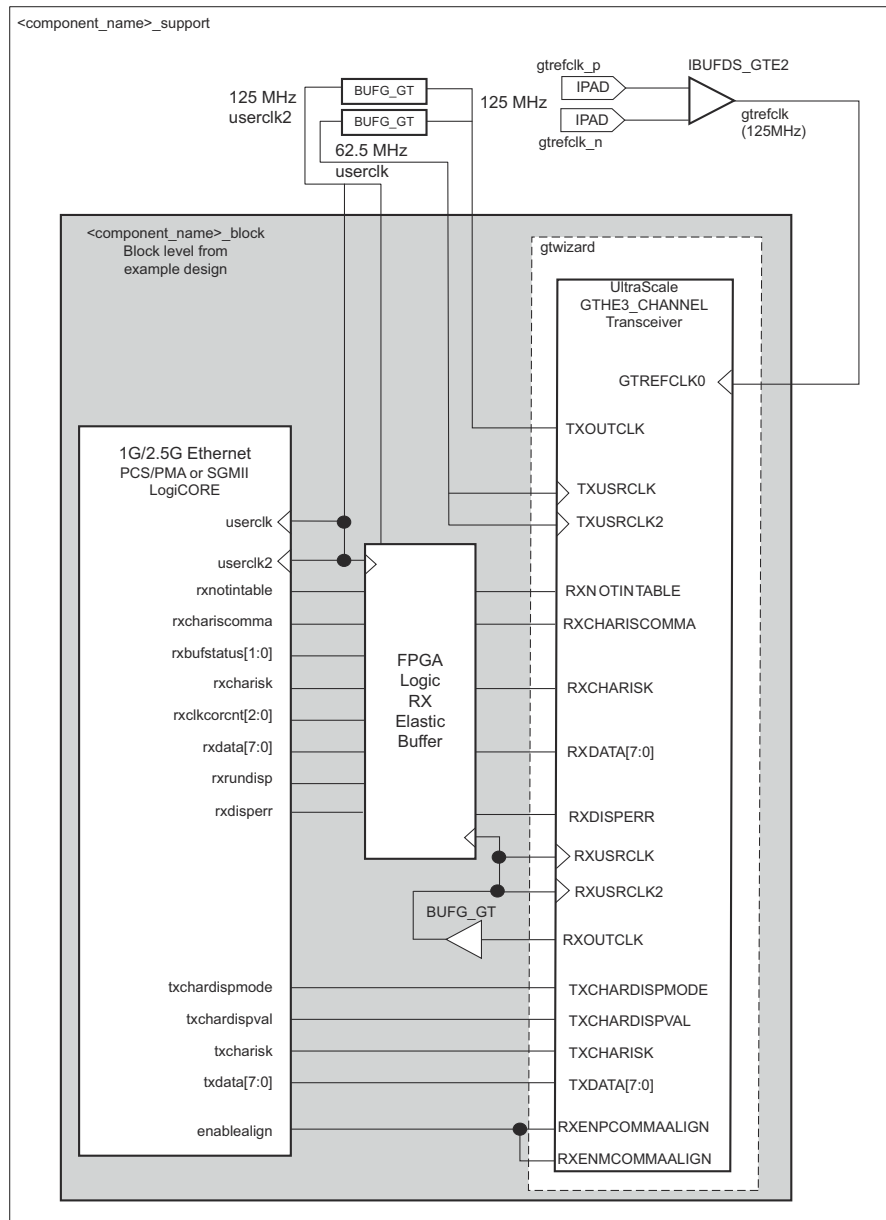 <component_name>_support
gtrefclk_p
IBUFDS_GTE2
125 MHz
userclk2
BUFG_GT
BUFG_GT
125 MHz
IPAD
IPAD
gtrefclk_n
gtrefclk
(125MHz)
62.5 MHz
userclk
<component_name>_block
Block level from
example design
gtwizard
UltraScale
GTHE3_CHANNEL
Transceiver
GTREFCLK0
TXOUTCLK
1G/2.5G Ethernet
PCS/PMA or SGMII
LogiCORE
TXUSRCLK
TXUSRCLK2
userclk
userclk2
rxnotintable
rxchariscomma
rxbufstatus[1:0]
rxcharisk
rxclkcorcnt[2:0]
rxdata[7:0]
rxrundisp
rxdisperr
FPGA
Logic
RX
Elastic
Buffer
RXNOTINTABLE
RXCHARISCOMMA
RXCHARISK
RXDATA[7:0]
RXDISPERR
RXUSRCLK
RXUSRCLK2
BUFG_GT
RXOUTCLK
txchardispmode
txchardispval
txcharisk
txdata[7:0]
enablealign
TXCHARDISPMODE
TXCHARDISPVAL
TXCHARISK
TXDATA[7:0]
RXENPCOMMAALIGN
RXENMCOMMAALIGN